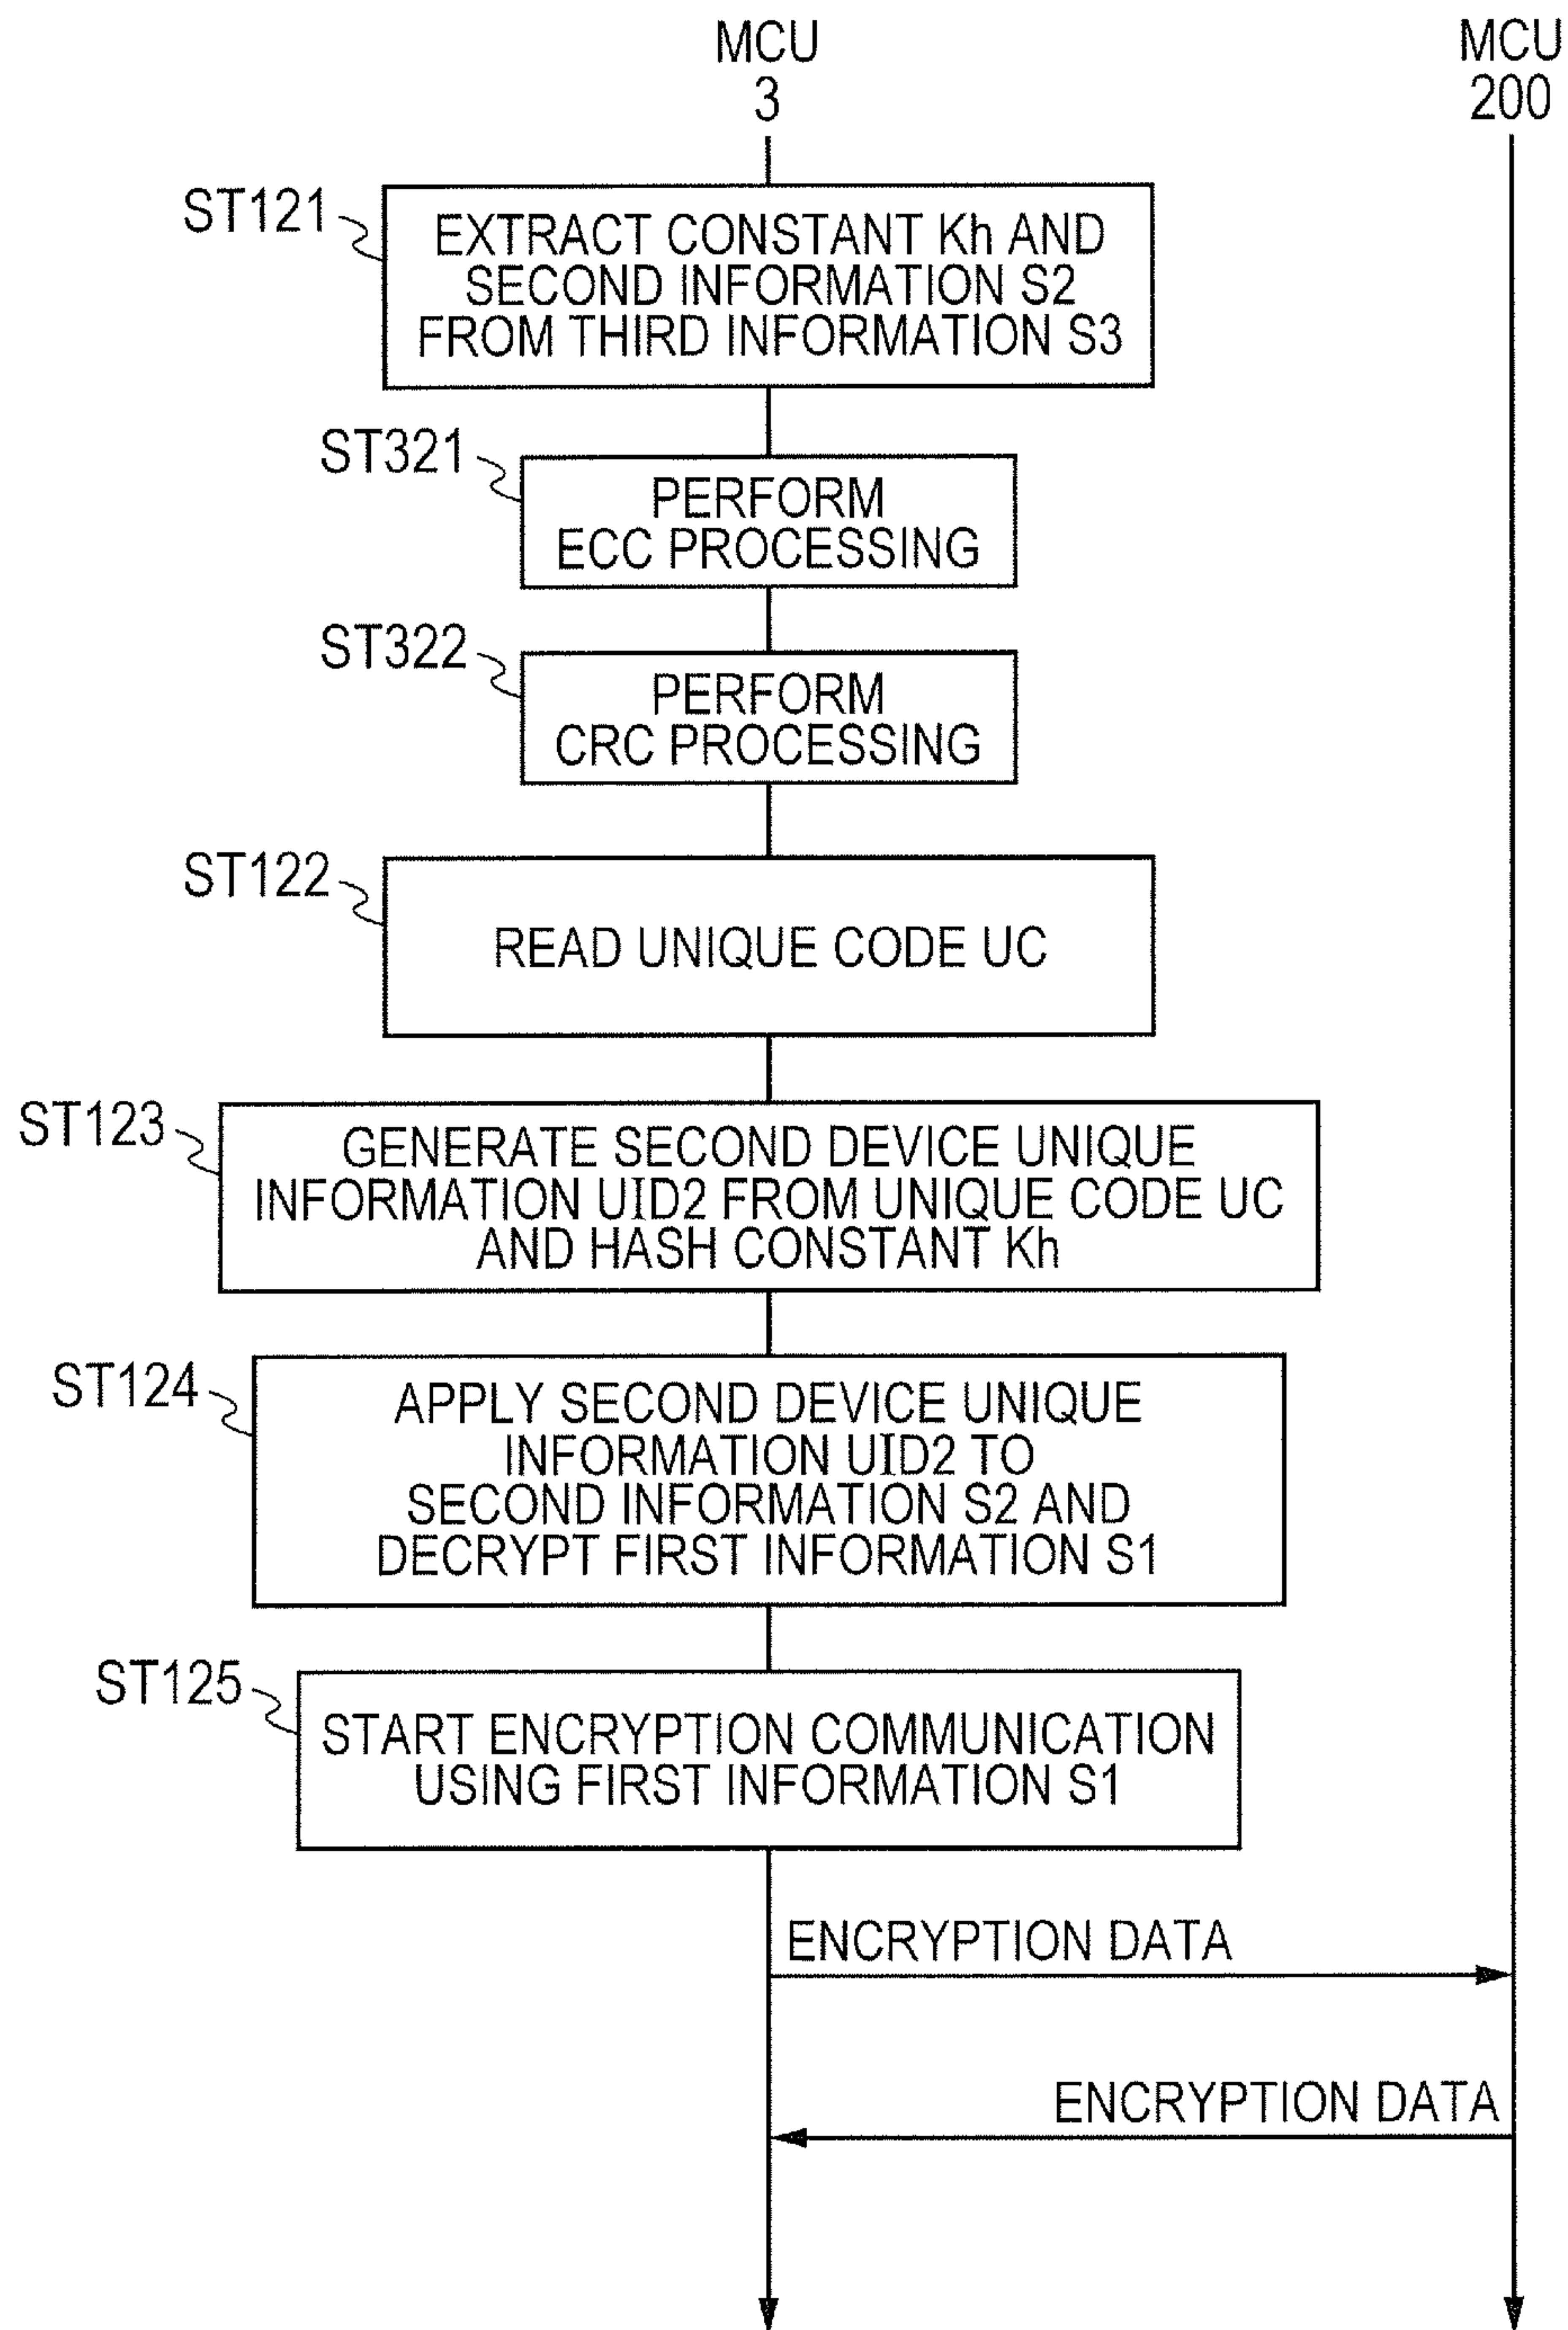 MCU
3
MCU
200
ST121
EXTRACT CONSTANT Kh AND
SECOND INFORMATION S2
FROM THIRD INFORMATION S3
ST321
PERFORM
ECC PROCESSING
ST322
PERFORM
CRC PROCESSING
ST122
READ UNIQUE CODE UC
ST123
GENERATE SECOND DEVICE UNIQUE
INFORMATION UID2 FROM UNIQUE CODE UC
AND HASH CONSTANT Kh
ST124
APPLY SECOND DEVICE UNIQUE
INFORMATION UID2 TO
SECOND INFORMATION S2 AND
DECRYPT FIRST INFORMATION S1
ST125
START ENCRYPTION COMMUNICATION
USING FIRST INFORMATION S1
ENCRYPTION DATA
ENCRYPTION DATA